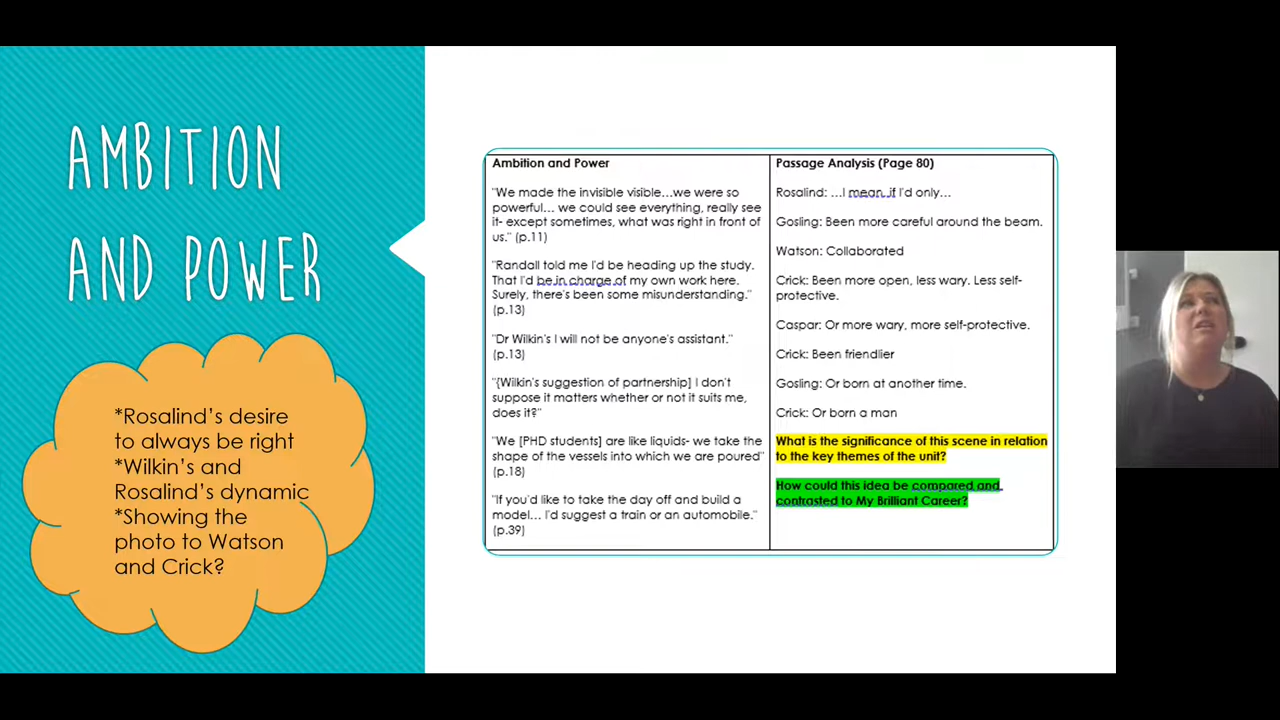 AMBITION
AND POWER
*Rosalind's desire
to always be right
*Wilkin's and
Rosalind's dynamic
*Showing the
photo to Watson
and Crick?
Ambition and Power
"We made the invisible visible…we were so
powerful… we could see everything, really see
it- except sometimes, what was right in front of
us." (p.11)
"Randall told me I'd be heading up the study.
That I'd be in charge of my own work here.
Surely, there's been some misunderstanding."
(p.13)
"Dr Wilkin's I will not be anyone's assistant."
(p.13)
"{Wilkin's suggestion of partnership] I don't
suppose it matters whether or not it suits me,
does it?"
"We [PHD students] are like liquids- we take the
shape of the vessels into which we are poured"
(p.18)
"If you'd like to take the day off and build a
model… I'd suggest a train or an automobile."
(p.39)
Passage Analysis (Page 80)
Rosalind: …I mean, if I'd only…
Gosling: Been more careful around the beam.
Watson: Collaborated
Crick: Been more open, less wary. Less self-
protective.
Caspar: Or more wary, more self-protective.
Crick: Been friendlier
Gosling: Or born at another time.
Crick: Or born a man
What is the significance of this scene in relation
to the key themes of the unit?
How could this idea be compared and
contrasted to My Brilliant Career?